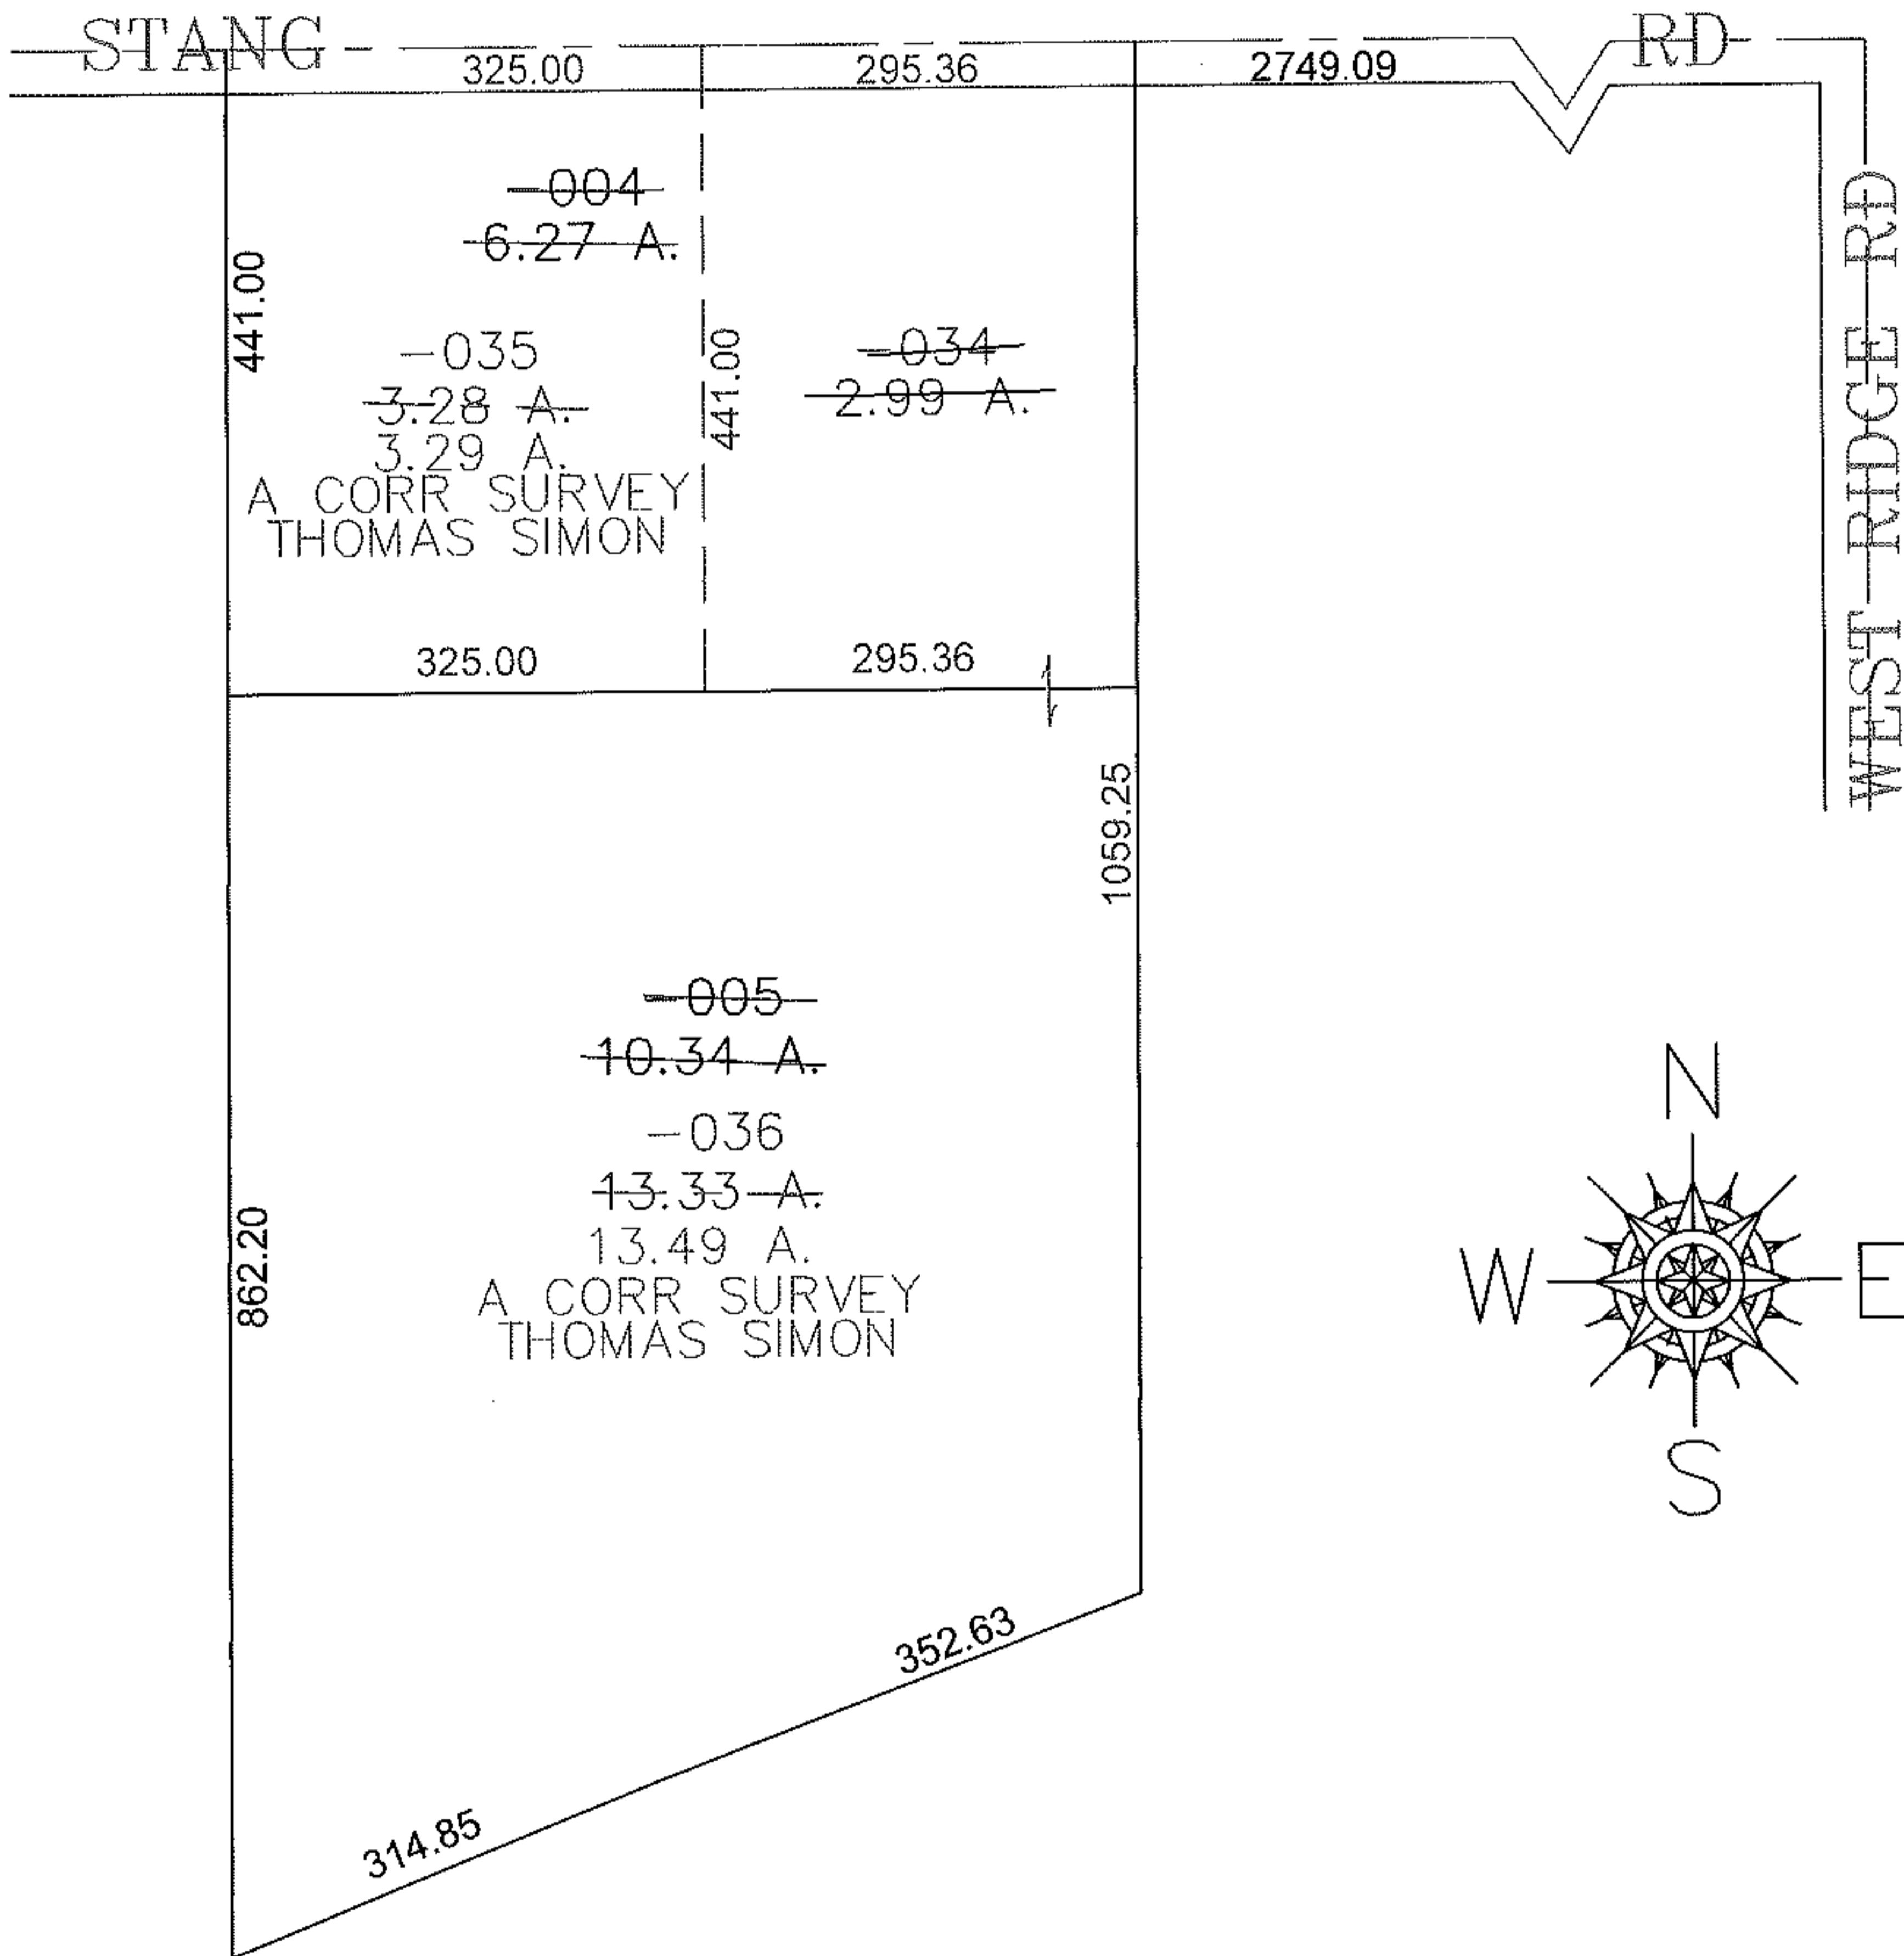 STANG RD
325.00
295.36
2749.09
WEST RIDGE RD
-004
6.27 A.
441.00
-035
3.28 A.
3.29 A.
A CORR SURVEY
THOMAS SIMON
441.00
-034
2.99 A.
325.00
295.36
1059.25
-005
10.34 A.
-036
13.33 A.
13.49 A.
A CORR SURVEY
THOMAS SIMON
862.20
352.63
314.85
N
W
E
S